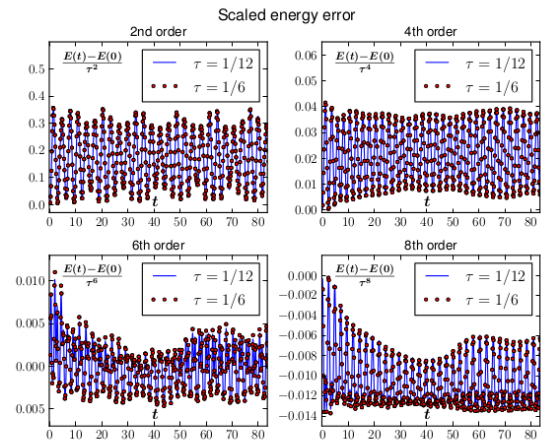 Scaled energy error
2nd order
E(t)−E(0)
τ²
τ = 1/12
τ = 1/6
0.5
0.4
0.3
0.2
0.1
0.0
0 10 20 30 40 50 60 70 80
t
4th order
E(t)−E(0)
τ⁴
τ = 1/12
τ = 1/6
0.06
0.05
0.04
0.03
0.02
0.01
0.00
0 10 20 30 40 50 60 70 80
t
6th order
E(t)−E(0)
τ⁶
τ = 1/12
τ = 1/6
0.010
0.005
0.000
0.005
0 10 20 30 40 50 60 70 80
t
8th order
E(t)−E(0)
τ⁸
τ = 1/12
τ = 1/6
0.000
−0.002
−0.004
−0.006
−0.008
−0.010
−0.012
−0.014
0 10 20 30 40 50 60 70 80
t